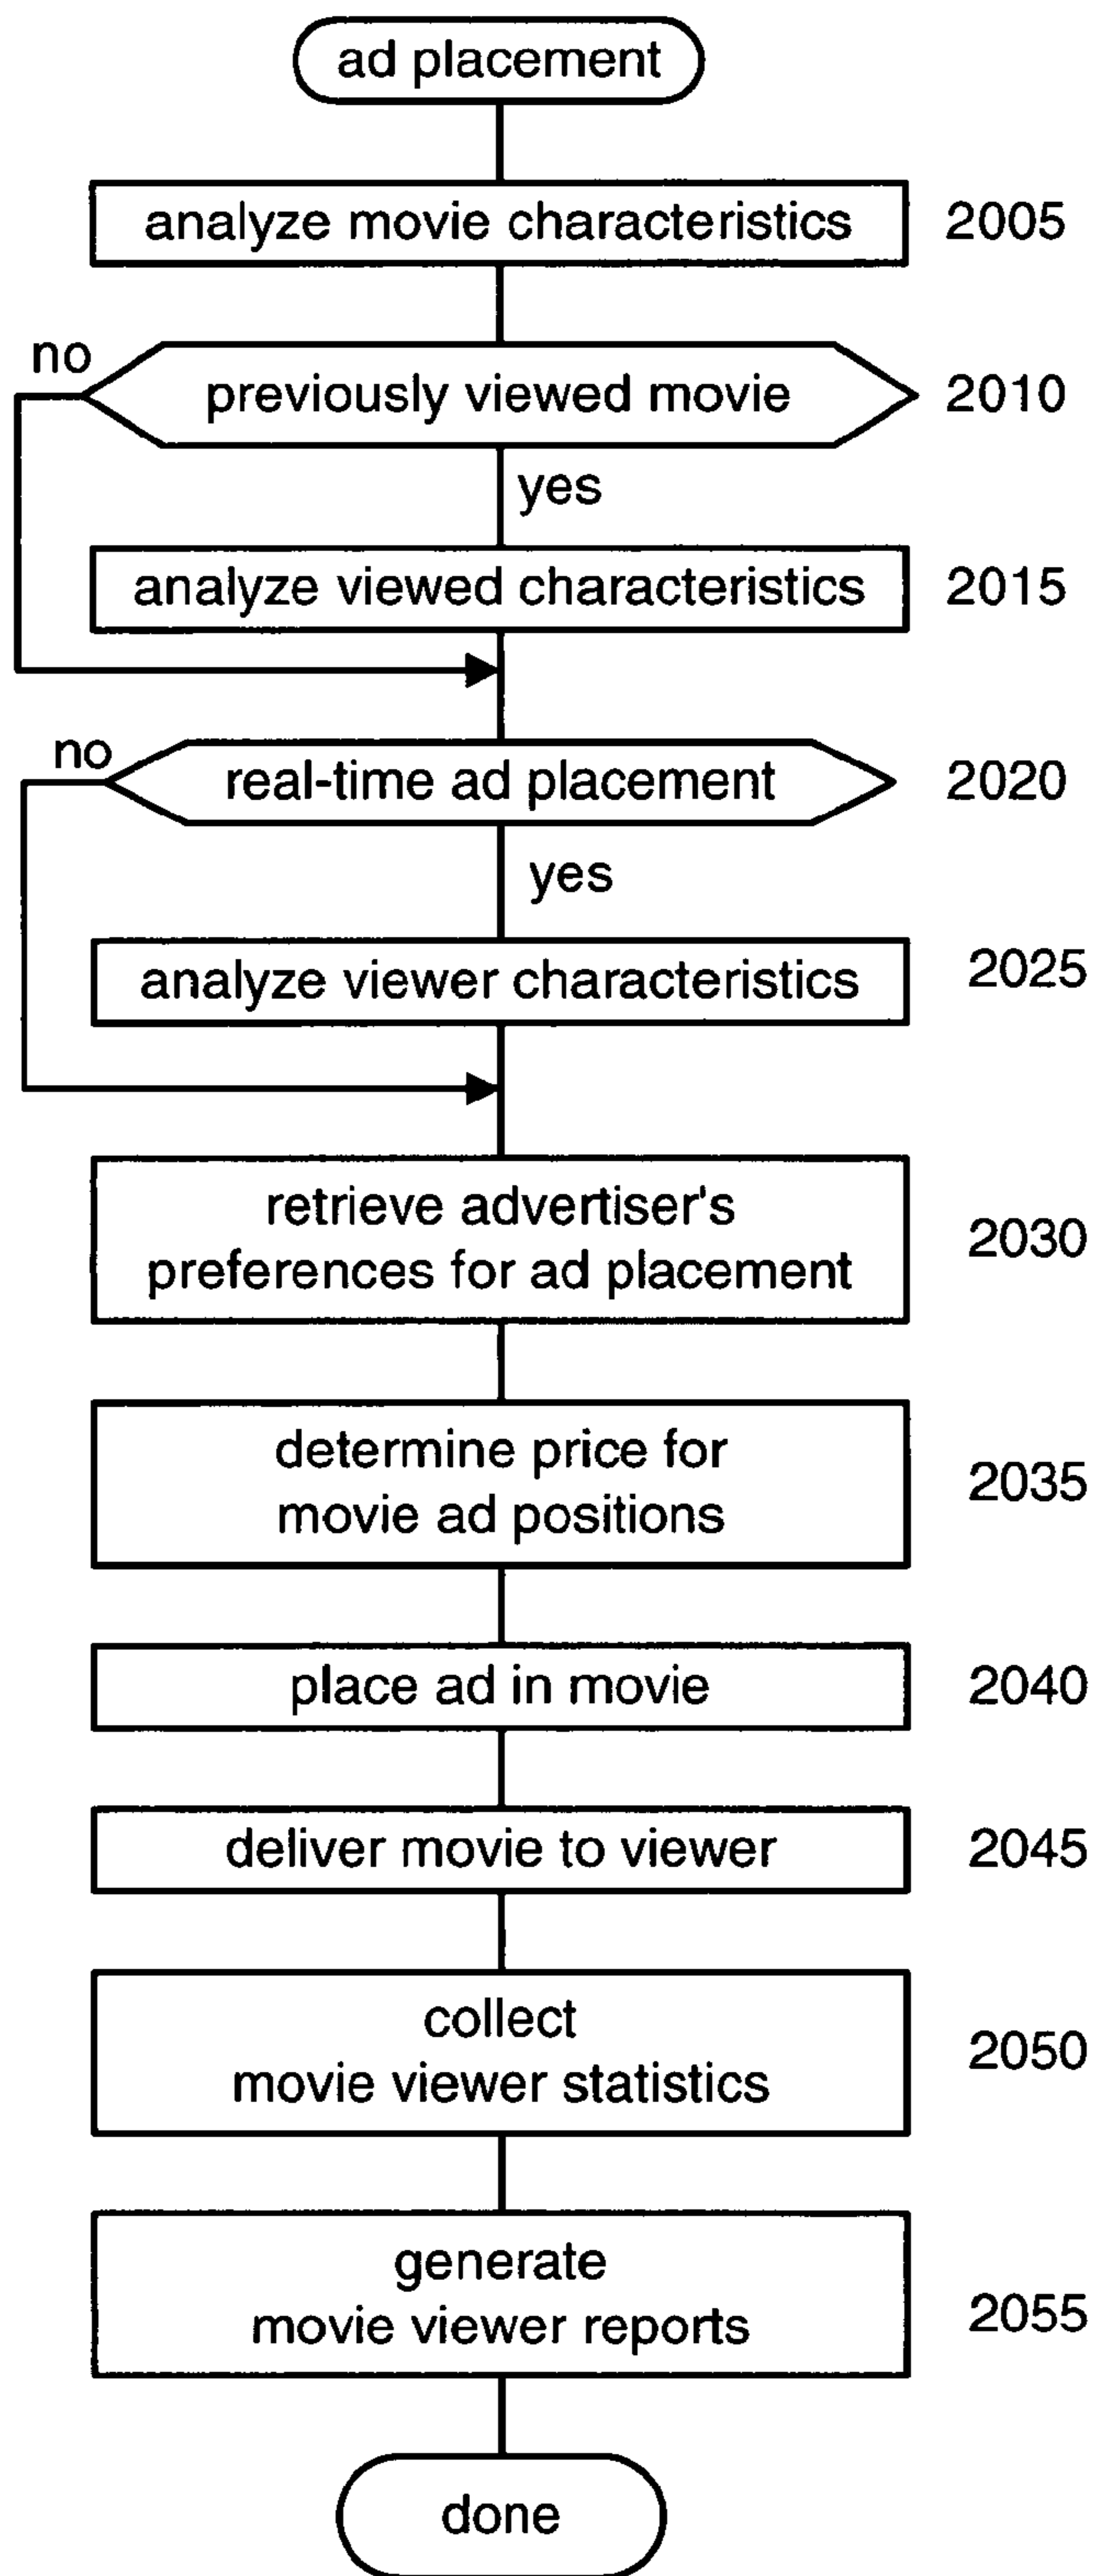 ad placement
analyze movie characteristics 2005
no
previously viewed movie 2010
yes
analyze viewed characteristics 2015
no
real-time ad placement 2020
yes
analyze viewer characteristics 2025
retrieve advertiser's
preferences for ad placement
2030
determine price for
movie ad positions
2035
place ad in movie 2040
deliver movie to viewer 2045
collect
movie viewer statistics
2050
generate
movie viewer reports
2055
done